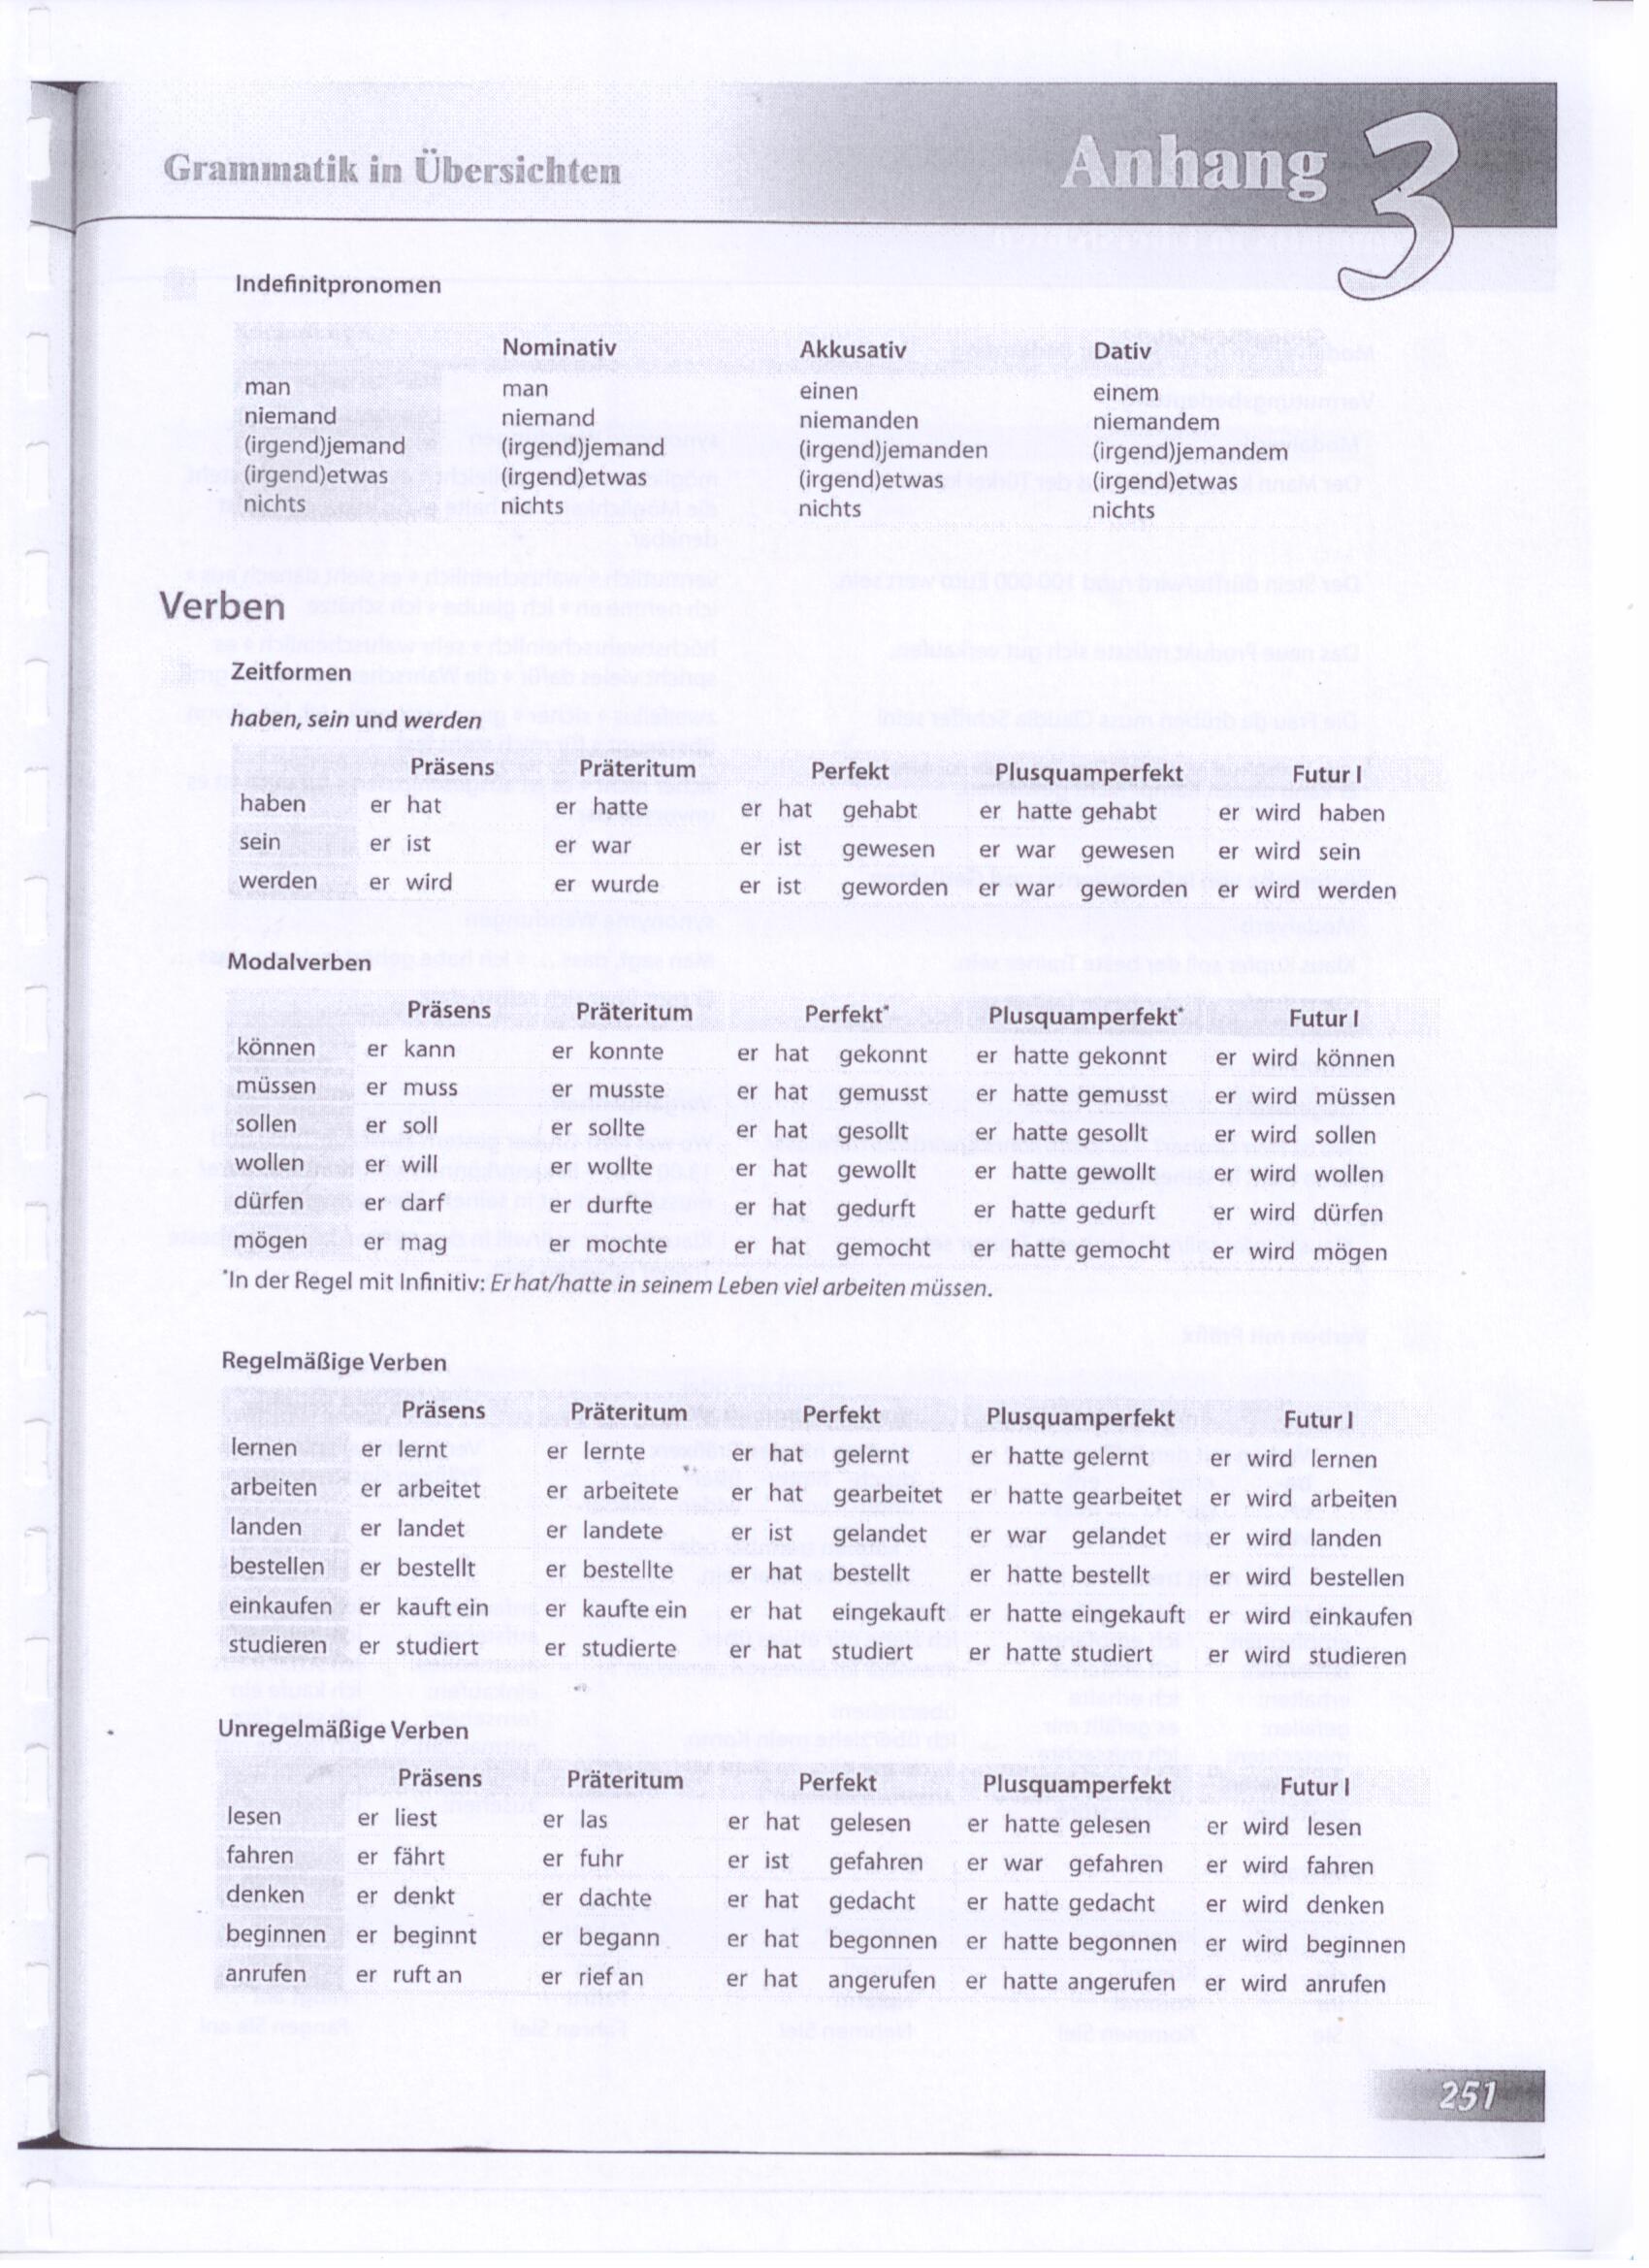 Grammatik in Übersichten
Anhang 3
Indefinitpronomen
Nominativ Akkusativ Dativ
man man einen einem
niemand niemand niemanden niemandem
(irgend)jemand (irgend)jemand (irgend)jemanden (irgend)jemandem
(irgend)etwas (irgend)etwas (irgend)etwas (irgend)etwas
nichts nichts nichts nichts
Verben
Zeitformen
haben, sein und werden
Präsens Präteritum Perfekt Plusquamperfekt Futur I
haben er hat er hatte er hat gehabt er hatte gehabt er wird haben
sein er ist er war er ist gewesen er war gewesen er wird sein
werden er wird er wurde er ist geworden er war geworden er wird werden
Modalverben
Präsens Präteritum Perfekt* Plusquamperfekt* Futur I
können er kann er konnte er hat gekonnt er hatte gekonnt er wird können
müssen er muss er musste er hat gemusst er hatte gemusst er wird müssen
sollen er soll er sollte er hat gesollt er hatte gesollt er wird sollen
wollen er will er wollte er hat gewollt er hatte gewollt er wird wollen
dürfen er darf er durfte er hat gedurft er hatte gedurft er wird dürfen
mögen er mag er mochte er hat gemocht er hatte gemocht er wird mögen
*In der Regel mit Infinitiv: Er hat/hatte in seinem Leben viel arbeiten müssen.
Regelmäßige Verben
Präsens Präteritum Perfekt Plusquamperfekt Futur I
lernen er lernt er lernte er hat gelernt er hatte gelernt er wird lernen
arbeiten er arbeitet er arbeitete er hat gearbeitet er hatte gearbeitet er wird arbeiten
landen er landet er landete er ist gelandet er war gelandet er wird landen
bestellen er bestellt er bestellte er hat bestellt er hatte bestellt er wird bestellen
einkaufen er kauft ein er kaufte ein er hat eingekauft er hatte eingekauft er wird einkaufen
studieren er studiert er studierte er hat studiert er hatte studiert er wird studieren
Unregelmäßige Verben
Präsens Präteritum Perfekt Plusquamperfekt Futur I
lesen er liest er las er hat gelesen er hatte gelesen er wird lesen
fahren er fährt er fuhr er ist gefahren er war gefahren er wird fahren
denken er denkt er dachte er hat gedacht er hatte gedacht er wird denken
beginnen er beginnt er begann er hat begonnen er hatte begonnen er wird beginnen
anrufen er ruft an er rief an er hat angerufen er hatte angerufen er wird anrufen
251